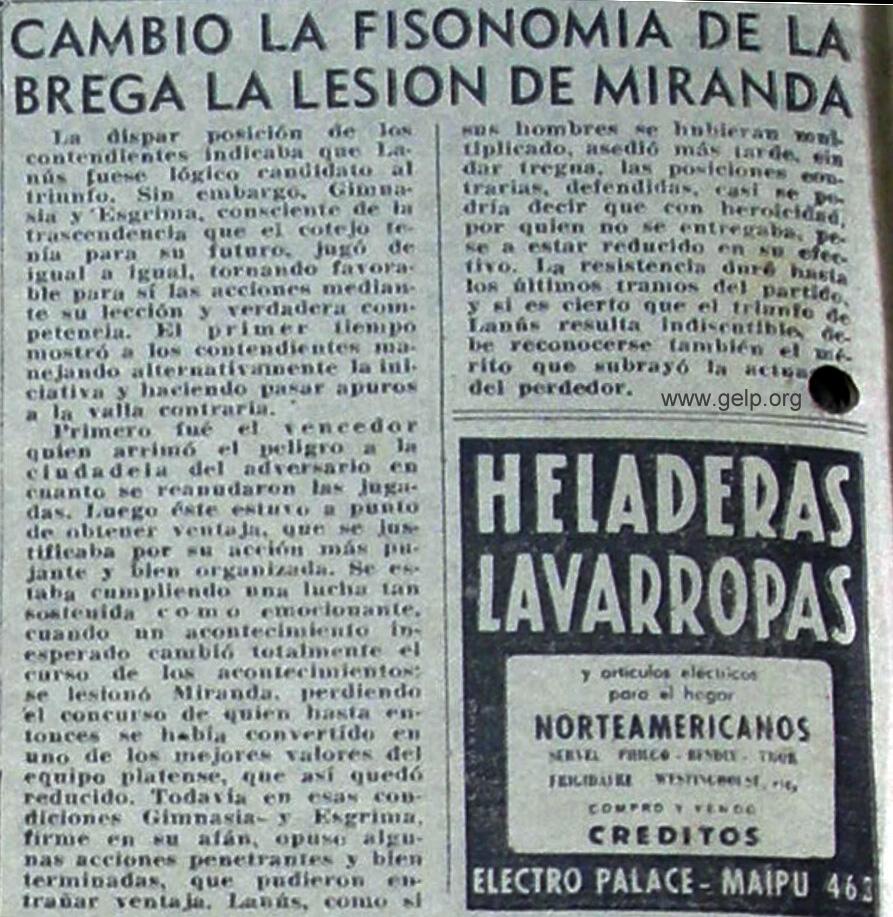 CAMBIO LA FISONOMIA DE LA
BREGA LA LESION DE MIRANDA
La dispar posición de los
contendientes indicaba que La-
nús fuese lógico candidato al
triunfo. Sin embargo, Gimna-
sia y Esgrima, consciente de la
trascendencia que el cotejo te-
nía para su futuro, jugó de
igual a igual, tornando favora-
ble para sí las acciones median-
te su lección y verdadera com-
petencia. El primer tiempo
mostró a los contendientes ma-
nejando alternativamente la ini-
ciativa y haciendo pasar apuros
a la valla contraria.
Primero fué el vencedor
quien arrimó el peligro a la
ciudadela del adversario en
cuanto se reanudaron las juga-
das. Luego éste estuvo a punto
de obtener ventaja, que se jus-
tificaba por su acción más pu-
jante y bien organizada. Se es-
taba cumpliendo una lucha tan
sostenida como emocionante,
cuando un acontecimiento in-
esperado cambió totalmente el
curso de los acontecimientos:
se lesionó Miranda, perdiendo
el concurso de quien hasta en-
tonces se había convertido en
uno de los mejores valores del
equipo platense, que así quedó
reducido. Todavía en esas con-
diciones Gimnasia y Esgrima,
firme en su afán, opuso algu-
nas acciones penetrantes y bien
terminadas, que pudieron en-
trañar ventaja. Lanús, como si
sus hombres se hubieran mul-
tiplicado, asedió más tarde, sin
dar tregua, las posiciones con-
trarias, defendidas, casi se po-
dría decir que con heroicidad,
por quien no se entregaba, pe-
se a estar reducido en su efec-
tivo. La resistencia duró hasta
los últimos tramos del partido,
y si es cierto que el triunfo de
Lanús resulta indiscutible, de-
be reconocerse también el mé-
rito que subrayó la actua
del perdedor.
www.gelp.org
HELADERAS
LAVARROPAS
y artículos eléctricos
para el hogar
NORTEAMERICANOS
SERVEL PHILCO - BENDIX - THOR
FRIGIDAIRE WESTINGHOUSE, etc,
COMPRO Y VENDO
CREDITOS
ELECTRO PALACE - MAIPU 463